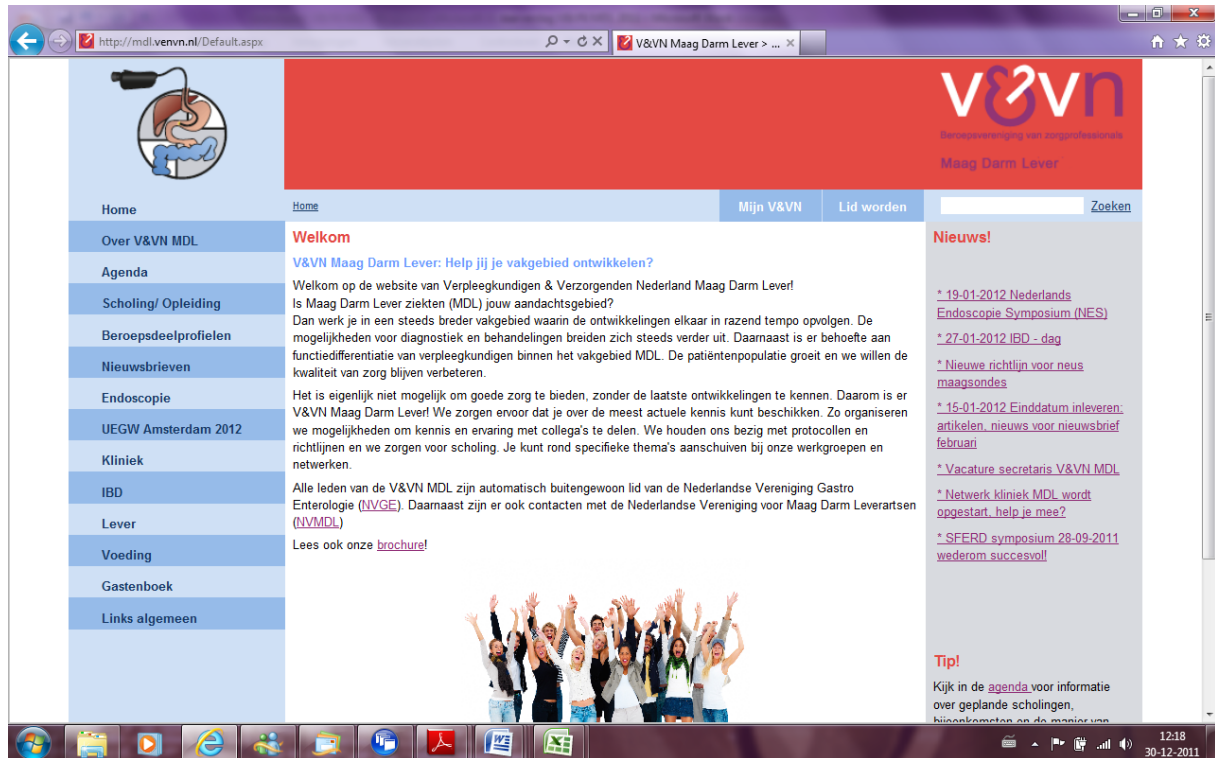 http://mdl.venvn.nl/Default.aspx
V&VN Maag Darm Lever > ...
V&VN
Beroepsvereniging van zorgprofessionals
Maag Darm Lever
Home
Mijn V&VN
Lid worden
Zoeken
Home
Over V&VN MDL
Agenda
Scholing/ Opleiding
Beroepsdeelprofielen
Nieuwsbrieven
Endoscopie
UEGW Amsterdam 2012
Kliniek
IBD
Lever
Voeding
Gastenboek
Links algemeen
Welkom
V&VN Maag Darm Lever: Help jij je vakgebied ontwikkelen?
Welkom op de website van Verpleegkundigen & Verzorgenden Nederland Maag Darm Lever!
Is Maag Darm Lever ziekten (MDL) jouw aandachtsgebied?
Dan werk je in een steeds breder vakgebied waarin de ontwikkelingen elkaar in razend tempo opvolgen. De
mogelijkheden voor diagnostiek en behandelingen breiden zich steeds verder uit. Daarnaast is er behoefte aan
functiedifferentiatie van verpleegkundigen binnen het vakgebied MDL. De patiëntenpopulatie groeit en we willen de
kwaliteit van zorg blijven verbeteren.
Het is eigenlijk niet mogelijk om goede zorg te bieden, zonder de laatste ontwikkelingen te kennen. Daarom is er
V&VN Maag Darm Lever! We zorgen ervoor dat je over de meest actuele kennis kunt beschikken. Zo organiseren
we mogelijkheden om kennis en ervaring met collega's te delen. We houden ons bezig met protocollen en
richtlijnen en we zorgen voor scholing. Je kunt rond specifieke thema's aanschuiven bij onze werkgroepen en
netwerken.
Alle leden van de V&VN MDL zijn automatisch buitengewoon lid van de Nederlandse Vereniging Gastro
Enterologie (NVGE). Daarnaast zijn er ook contacten met de Nederlandse Vereniging voor Maag Darm Leverartsen
(NVMDL)
Lees ook onze brochure!
Nieuws!
* 19-01-2012 Nederlands
Endoscopie Symposium (NES)
* 27-01-2012 IBD - dag
* Nieuwe richtlijn voor neus
maagsondes
* 15-01-2012 Einddatum inleveren:
artikelen, nieuws voor nieuwsbrief
februari
* Vacature secretaris V&VN MDL
* Netwerk kliniek MDL wordt
opgestart, help je mee?
* SFERD symposium 28-09-2011
wederom succesvol!
Tip!
Kijk in de agenda voor informatie
over geplande scholingen,
bijeenkomsten en de manier van
12:18
30-12-2011